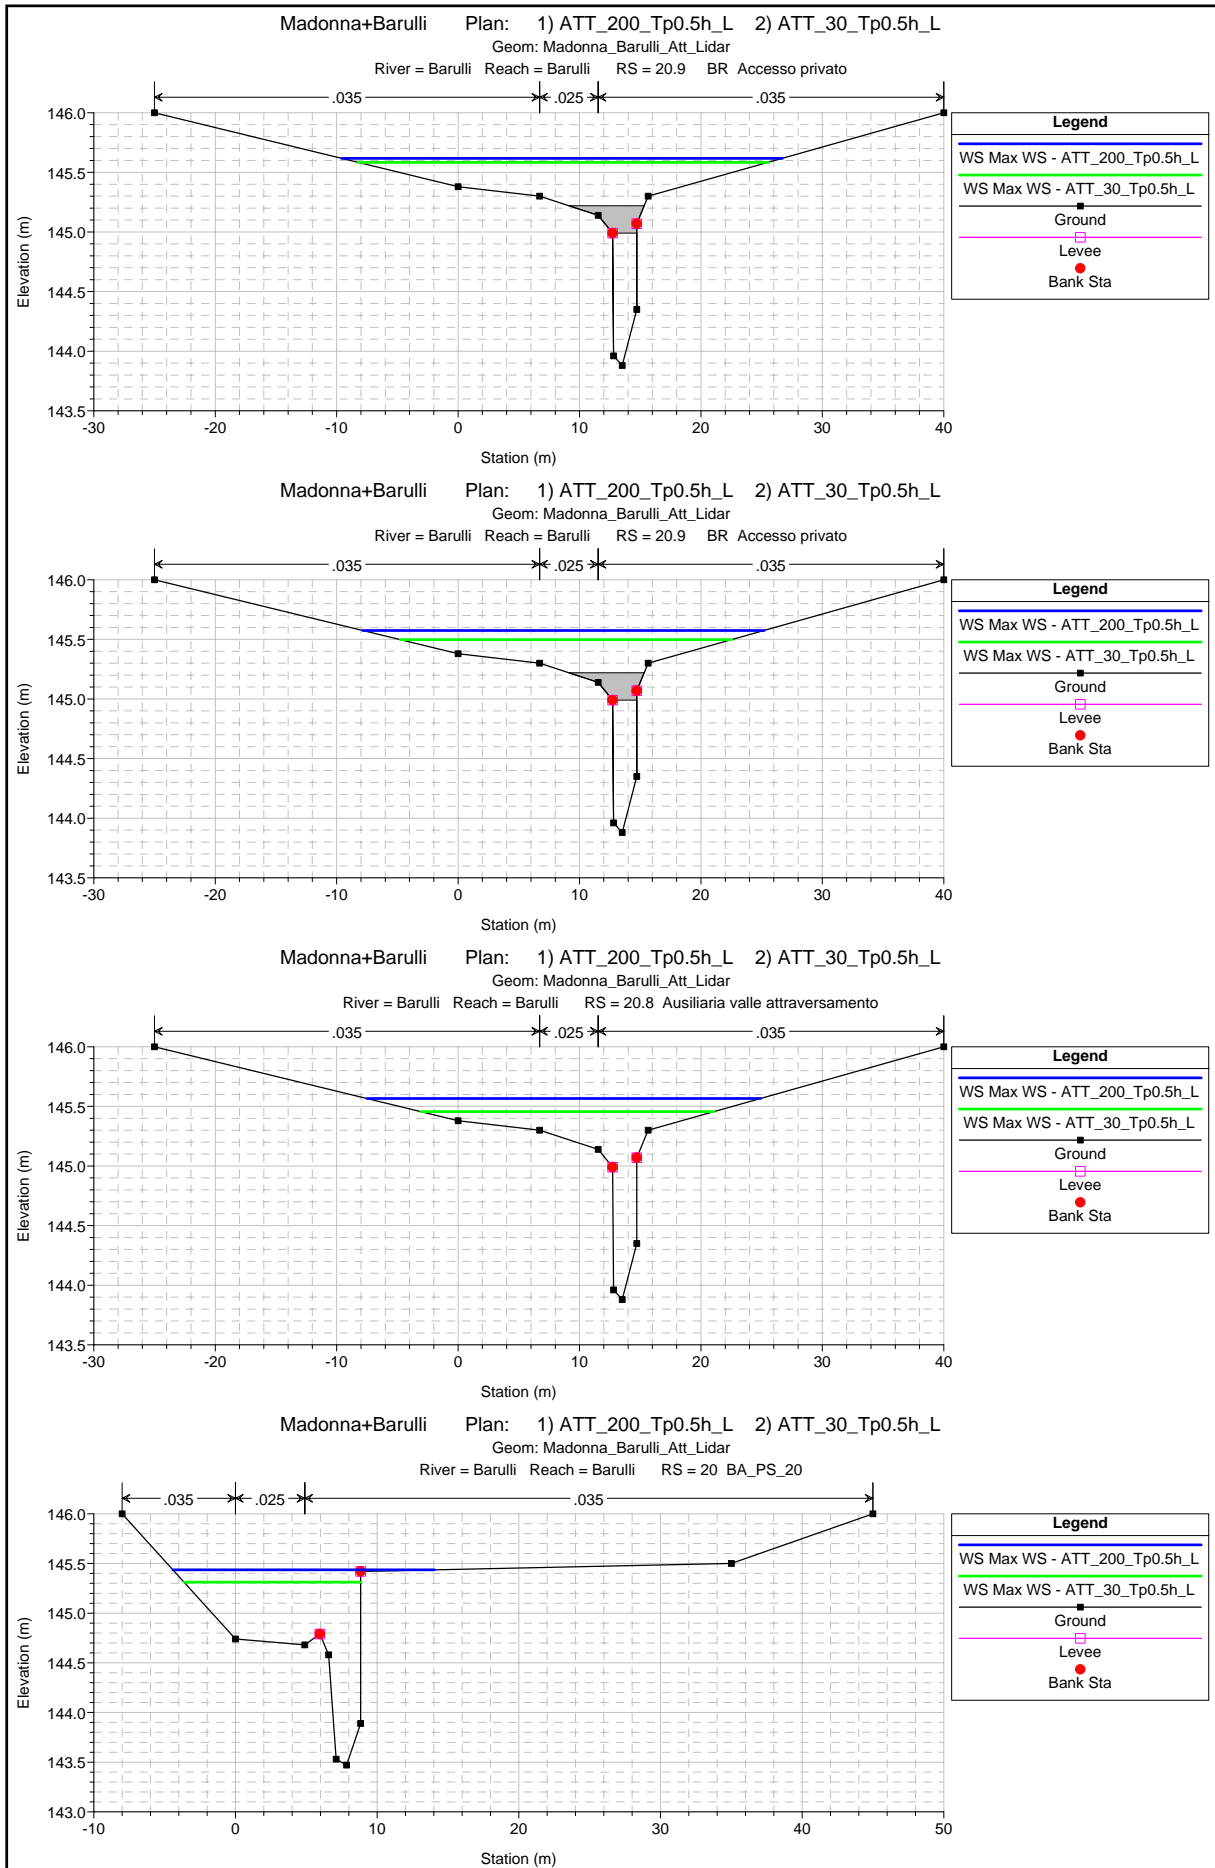 Madonna+Barulli Plan: 1) ATT_200_Tp0.5h_L 2) ATT_30_Tp0.5h_L
Geom: Madonna_Barulli_Att_Lidar
River = Barulli Reach = Barulli RS = 20.9 BR Accesso privato
.035 .025 .035
146.0
145.5
145.0
144.5
144.0
143.5
Elevation (m)
-30 -20 -10 0 10 20 30 40
Station (m)
Legend
WS Max WS - ATT_200_Tp0.5h_L
WS Max WS - ATT_30_Tp0.5h_L
Ground
Levee
Bank Sta
Madonna+Barulli Plan: 1) ATT_200_Tp0.5h_L 2) ATT_30_Tp0.5h_L
Geom: Madonna_Barulli_Att_Lidar
River = Barulli Reach = Barulli RS = 20.9 BR Accesso privato
.035 .025 .035
146.0
145.5
145.0
144.5
144.0
143.5
Elevation (m)
-30 -20 -10 0 10 20 30 40
Station (m)
Legend
WS Max WS - ATT_200_Tp0.5h_L
WS Max WS - ATT_30_Tp0.5h_L
Ground
Levee
Bank Sta
Madonna+Barulli Plan: 1) ATT_200_Tp0.5h_L 2) ATT_30_Tp0.5h_L
Geom: Madonna_Barulli_Att_Lidar
River = Barulli Reach = Barulli RS = 20.8 Ausiliaria valle attraversamento
.035 .025 .035
146.0
145.5
145.0
144.5
144.0
143.5
Elevation (m)
-30 -20 -10 0 10 20 30 40
Station (m)
Legend
WS Max WS - ATT_200_Tp0.5h_L
WS Max WS - ATT_30_Tp0.5h_L
Ground
Levee
Bank Sta
Madonna+Barulli Plan: 1) ATT_200_Tp0.5h_L 2) ATT_30_Tp0.5h_L
Geom: Madonna_Barulli_Att_Lidar
River = Barulli Reach = Barulli RS = 20 BA_PS_20
.035 .025 .035
146.0
145.5
145.0
144.5
144.0
143.5
143.0
Elevation (m)
-10 0 10 20 30 40 50
Station (m)
Legend
WS Max WS - ATT_200_Tp0.5h_L
WS Max WS - ATT_30_Tp0.5h_L
Ground
Levee
Bank Sta